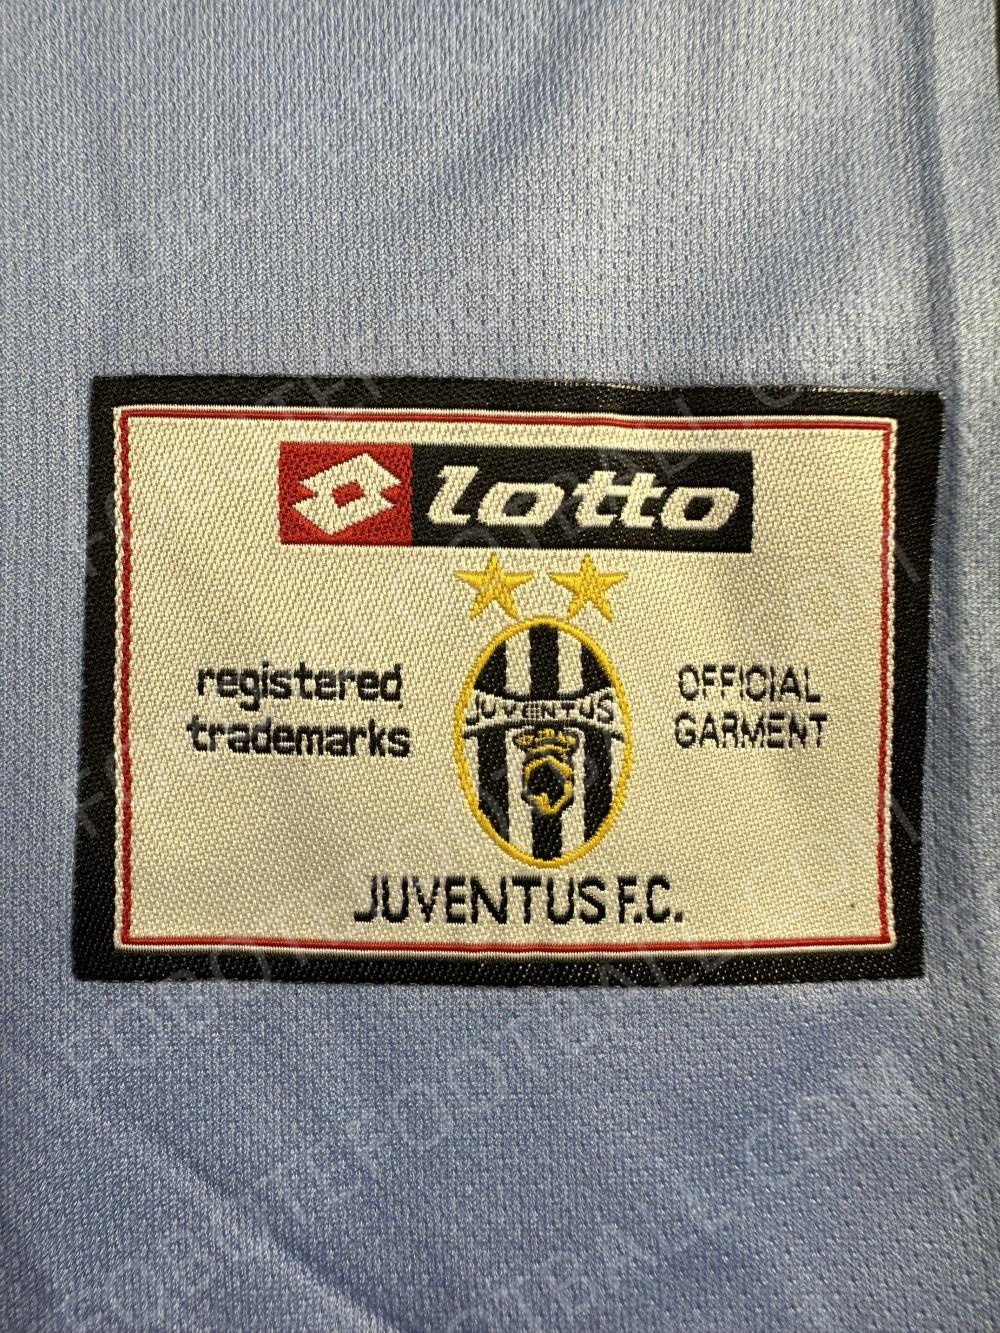 lotto
JUVENTUS
registered
trademarks
OFFICIAL
GARMENT
JUVENTUS F.C.